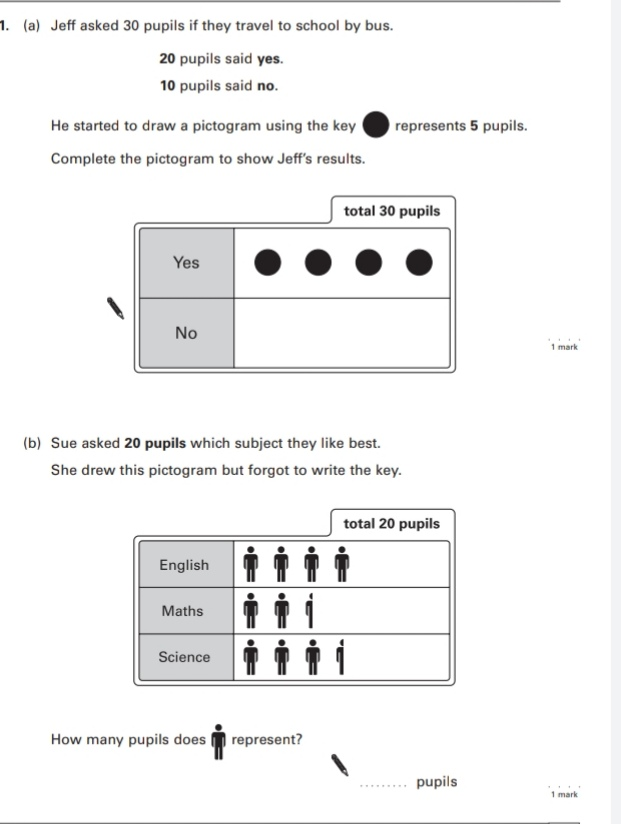 1. (a) Jeff asked 30 pupils if they travel to school by bus.
20 pupils said yes.
10 pupils said no.
He started to draw a pictogram using the key represents 5 pupils.
Complete the pictogram to show Jeff's results.
total 30 pupils
Yes
No
1 mark
(b) Sue asked 20 pupils which subject they like best.
She drew this pictogram but forgot to write the key.
total 20 pupils
English
Maths
Science
How many pupils does represent?
......... pupils
1 mark